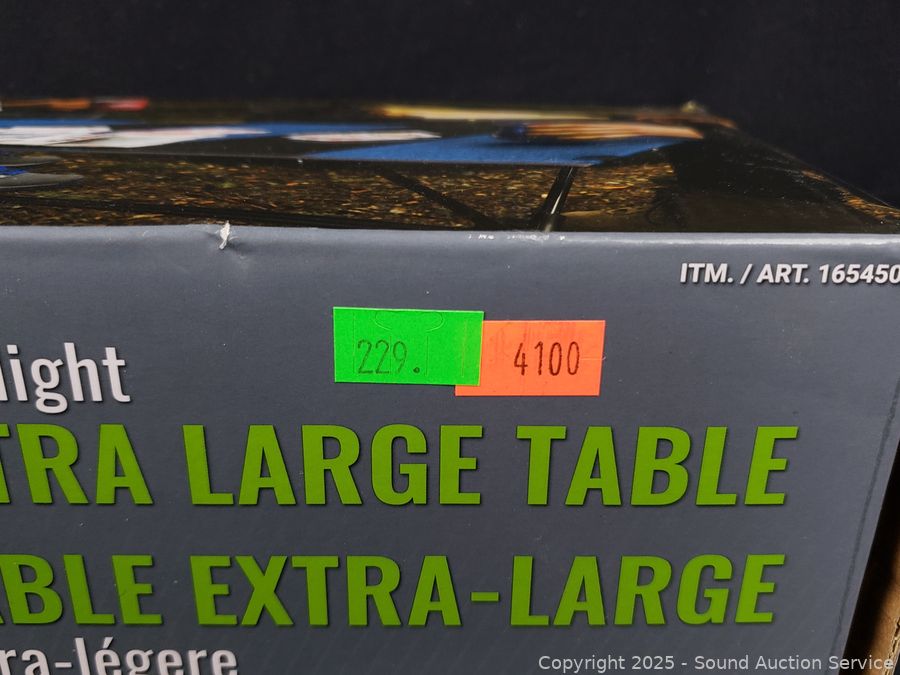 ITM. / ART. 165450
229.
4100
light
TRA LARGE TABLE
BLE EXTRA-LARGE
ra-légere
Copyright 2025 - Sound Auction Service